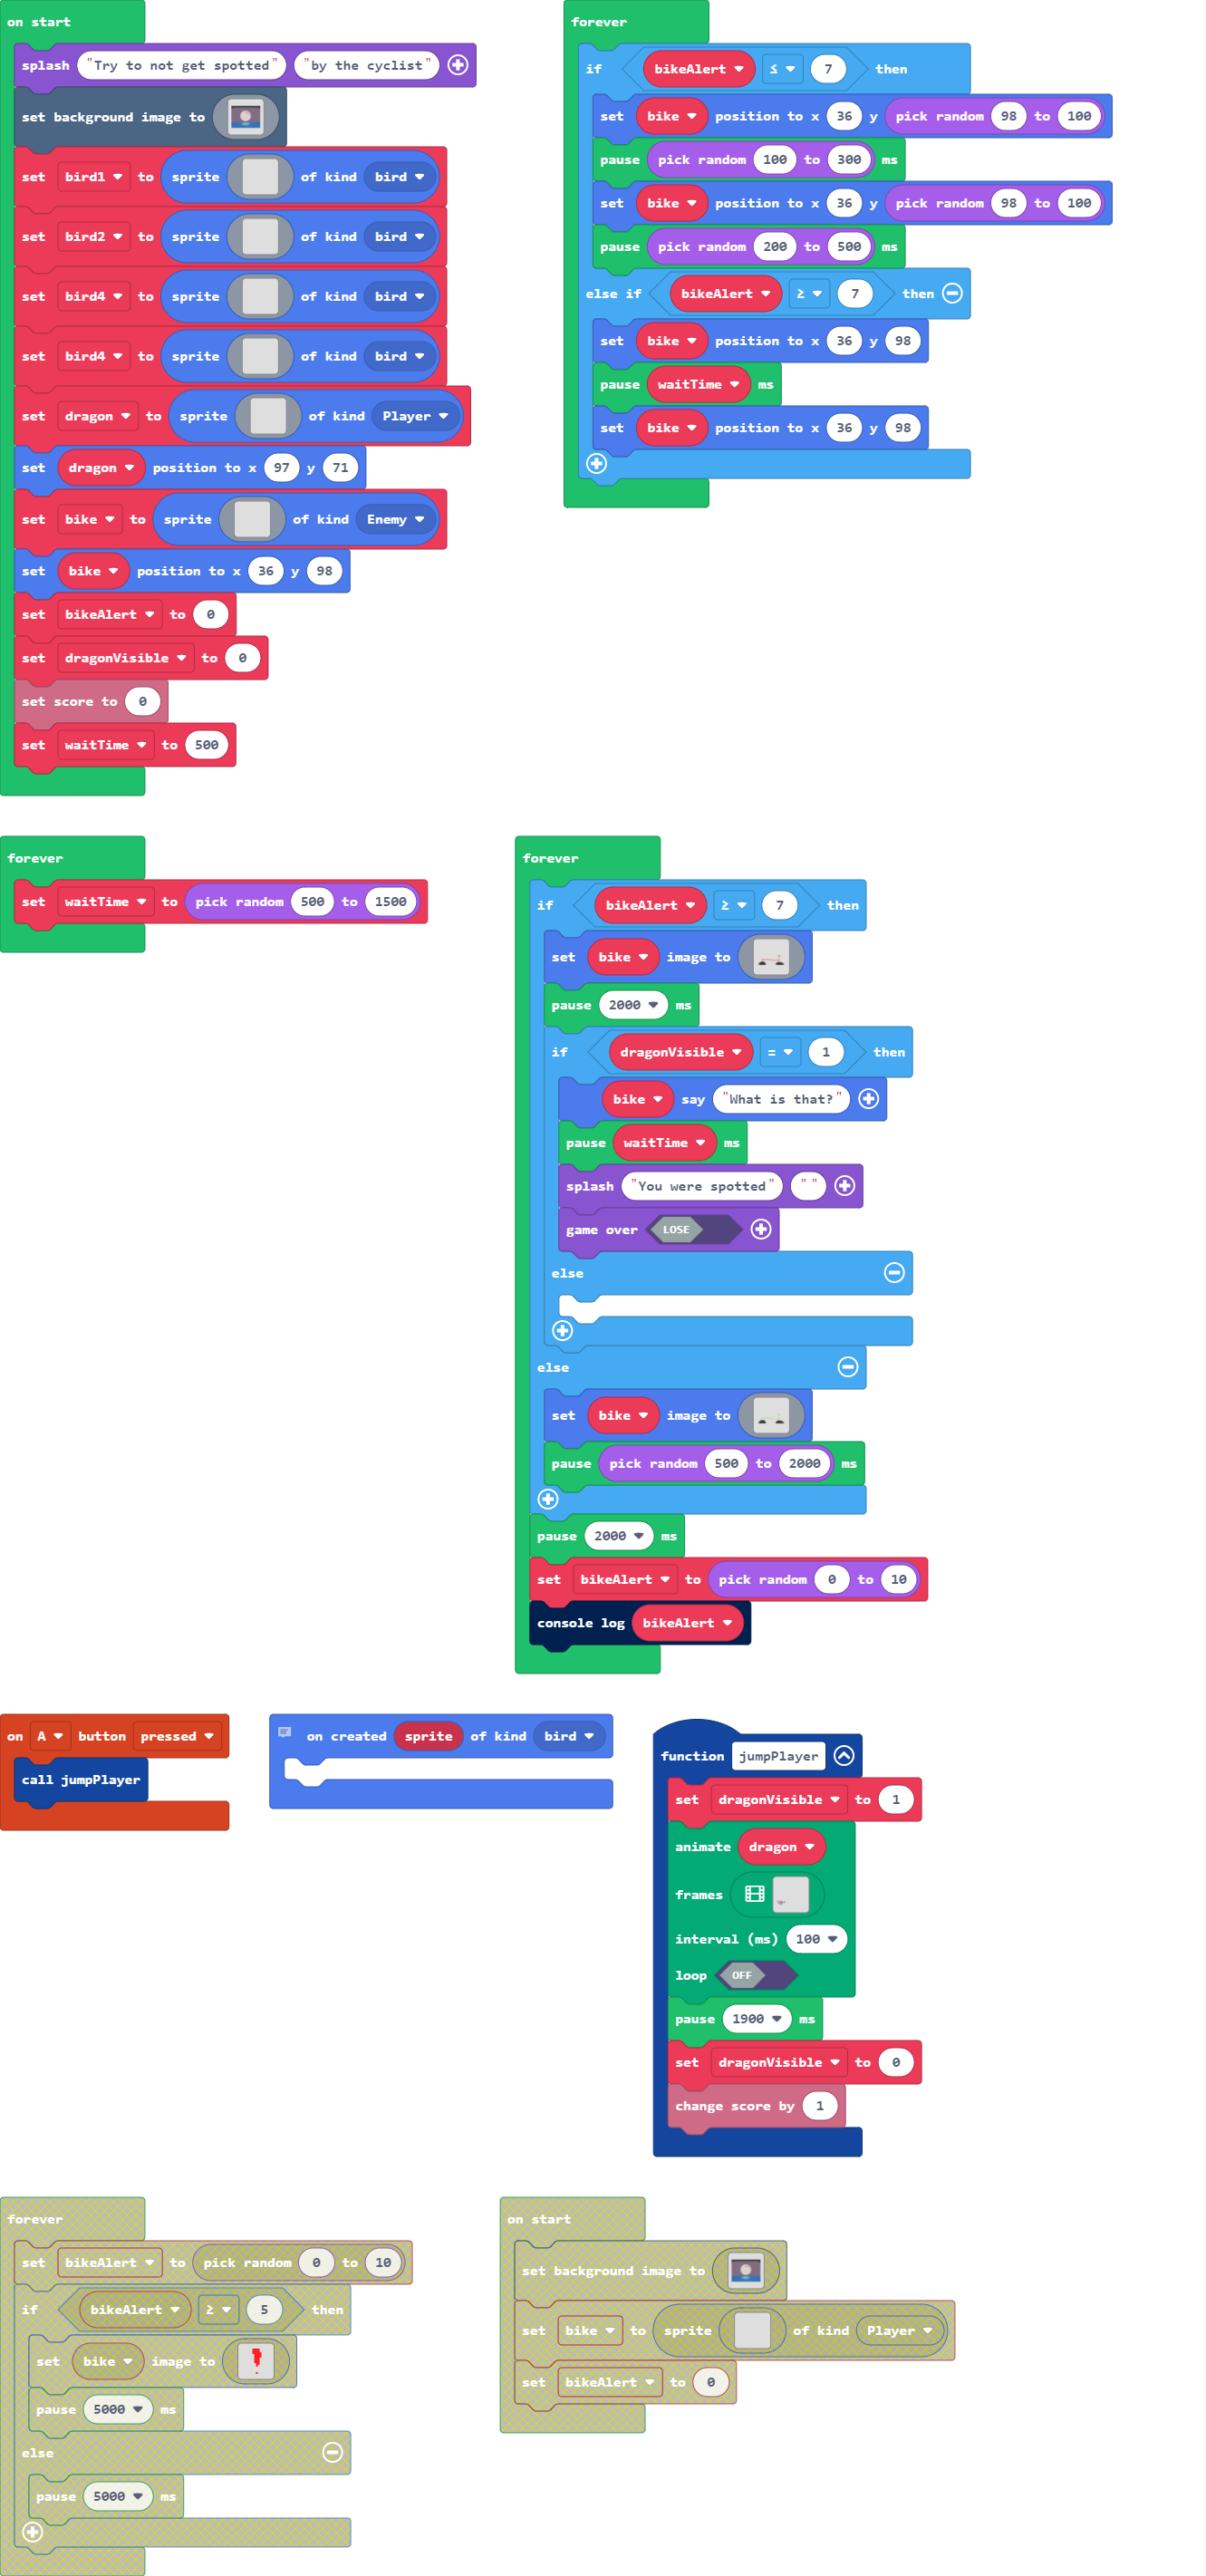 on start
splash "Try to not get spotted" "by the cyclist"
set background image to
set bird1 to sprite of kind bird
set bird2 to sprite of kind bird
set bird4 to sprite of kind bird
set bird4 to sprite of kind bird
set dragon to sprite of kind Player
set dragon position to x 97 y 71
set bike to sprite of kind Enemy
set bike position to x 36 y 98
set bikeAlert to 0
set dragonVisible to 0
set score to 0
set waitTime to 500
forever
if bikeAlert ≤ 7 then
set bike position to x 36 y pick random 98 to 100
pause pick random 100 to 300 ms
set bike position to x 36 y pick random 98 to 100
pause pick random 200 to 500 ms
else if bikeAlert ≥ 7 then
set bike position to x 36 y 98
pause waitTime ms
set bike position to x 36 y 98
forever
set waitTime to pick random 500 to 1500
forever
if bikeAlert ≥ 7 then
set bike image to
pause 2000 ms
if dragonVisible = 1 then
bike say "What is that?"
pause waitTime ms
splash "You were spotted" " "
game over LOSE
else
else
set bike image to
pause pick random 500 to 2000 ms
pause 2000 ms
set bikeAlert to pick random 0 to 10
console log bikeAlert
on A button pressed
call jumpPlayer
on created sprite of kind bird
function jumpPlayer
set dragonVisible to 1
animate dragon
frames
interval (ms) 100
loop OFF
pause 1900 ms
set dragonVisible to 0
change score by 1
forever
set bikeAlert to pick random 0 to 10
if bikeAlert ≥ 5 then
set bike image to
pause 5000 ms
else
pause 5000 ms
on start
set background image to
set bike to sprite of kind Player
set bikeAlert to 0